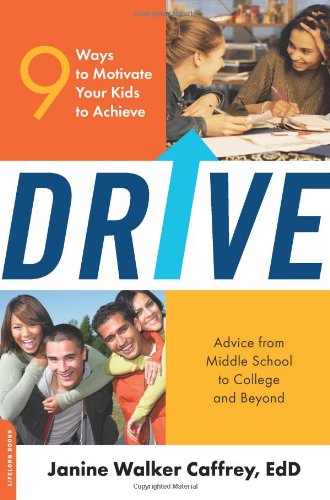 9
Ways
to Motivate
Your Kids
to Achieve
DRIVE
Advice from
Middle School
to College
and Beyond
LIFELONG BOOKS
Janine Walker Caffrey, EdD